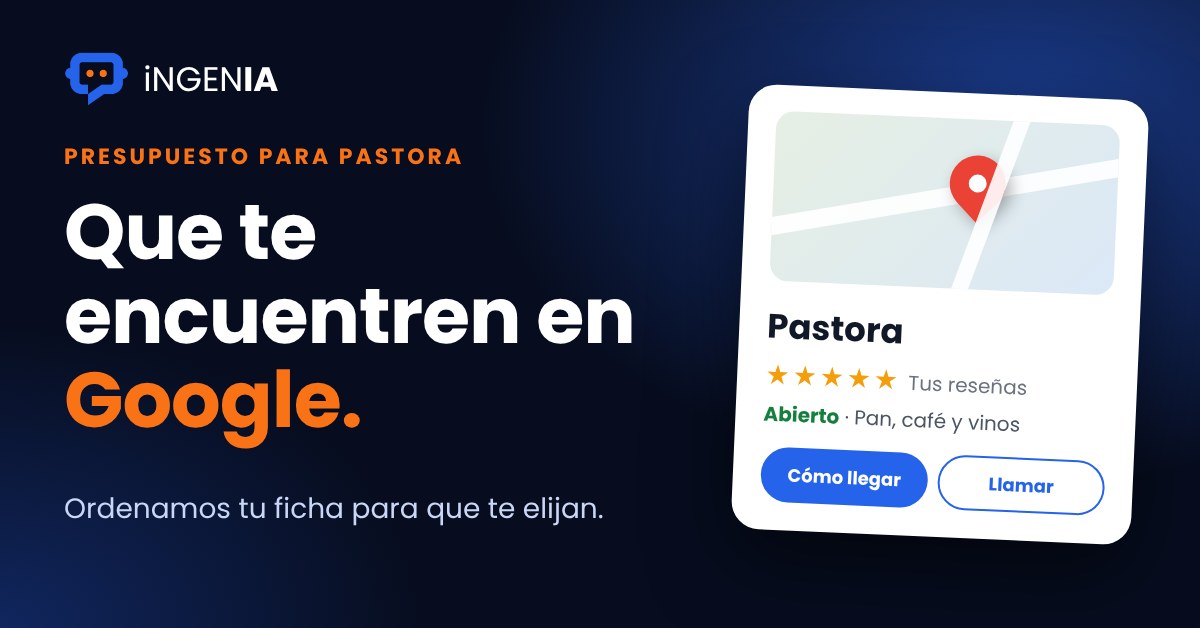 iNGENIA
PRESUPUESTO PARA PASTORA
Que te
encuentren en
Google.
Ordenamos tu ficha para que te elijan.
Pastora
★★★★★ Tus reseñas
Abierto · Pan, café y vinos
Cómo llegar
Llamar